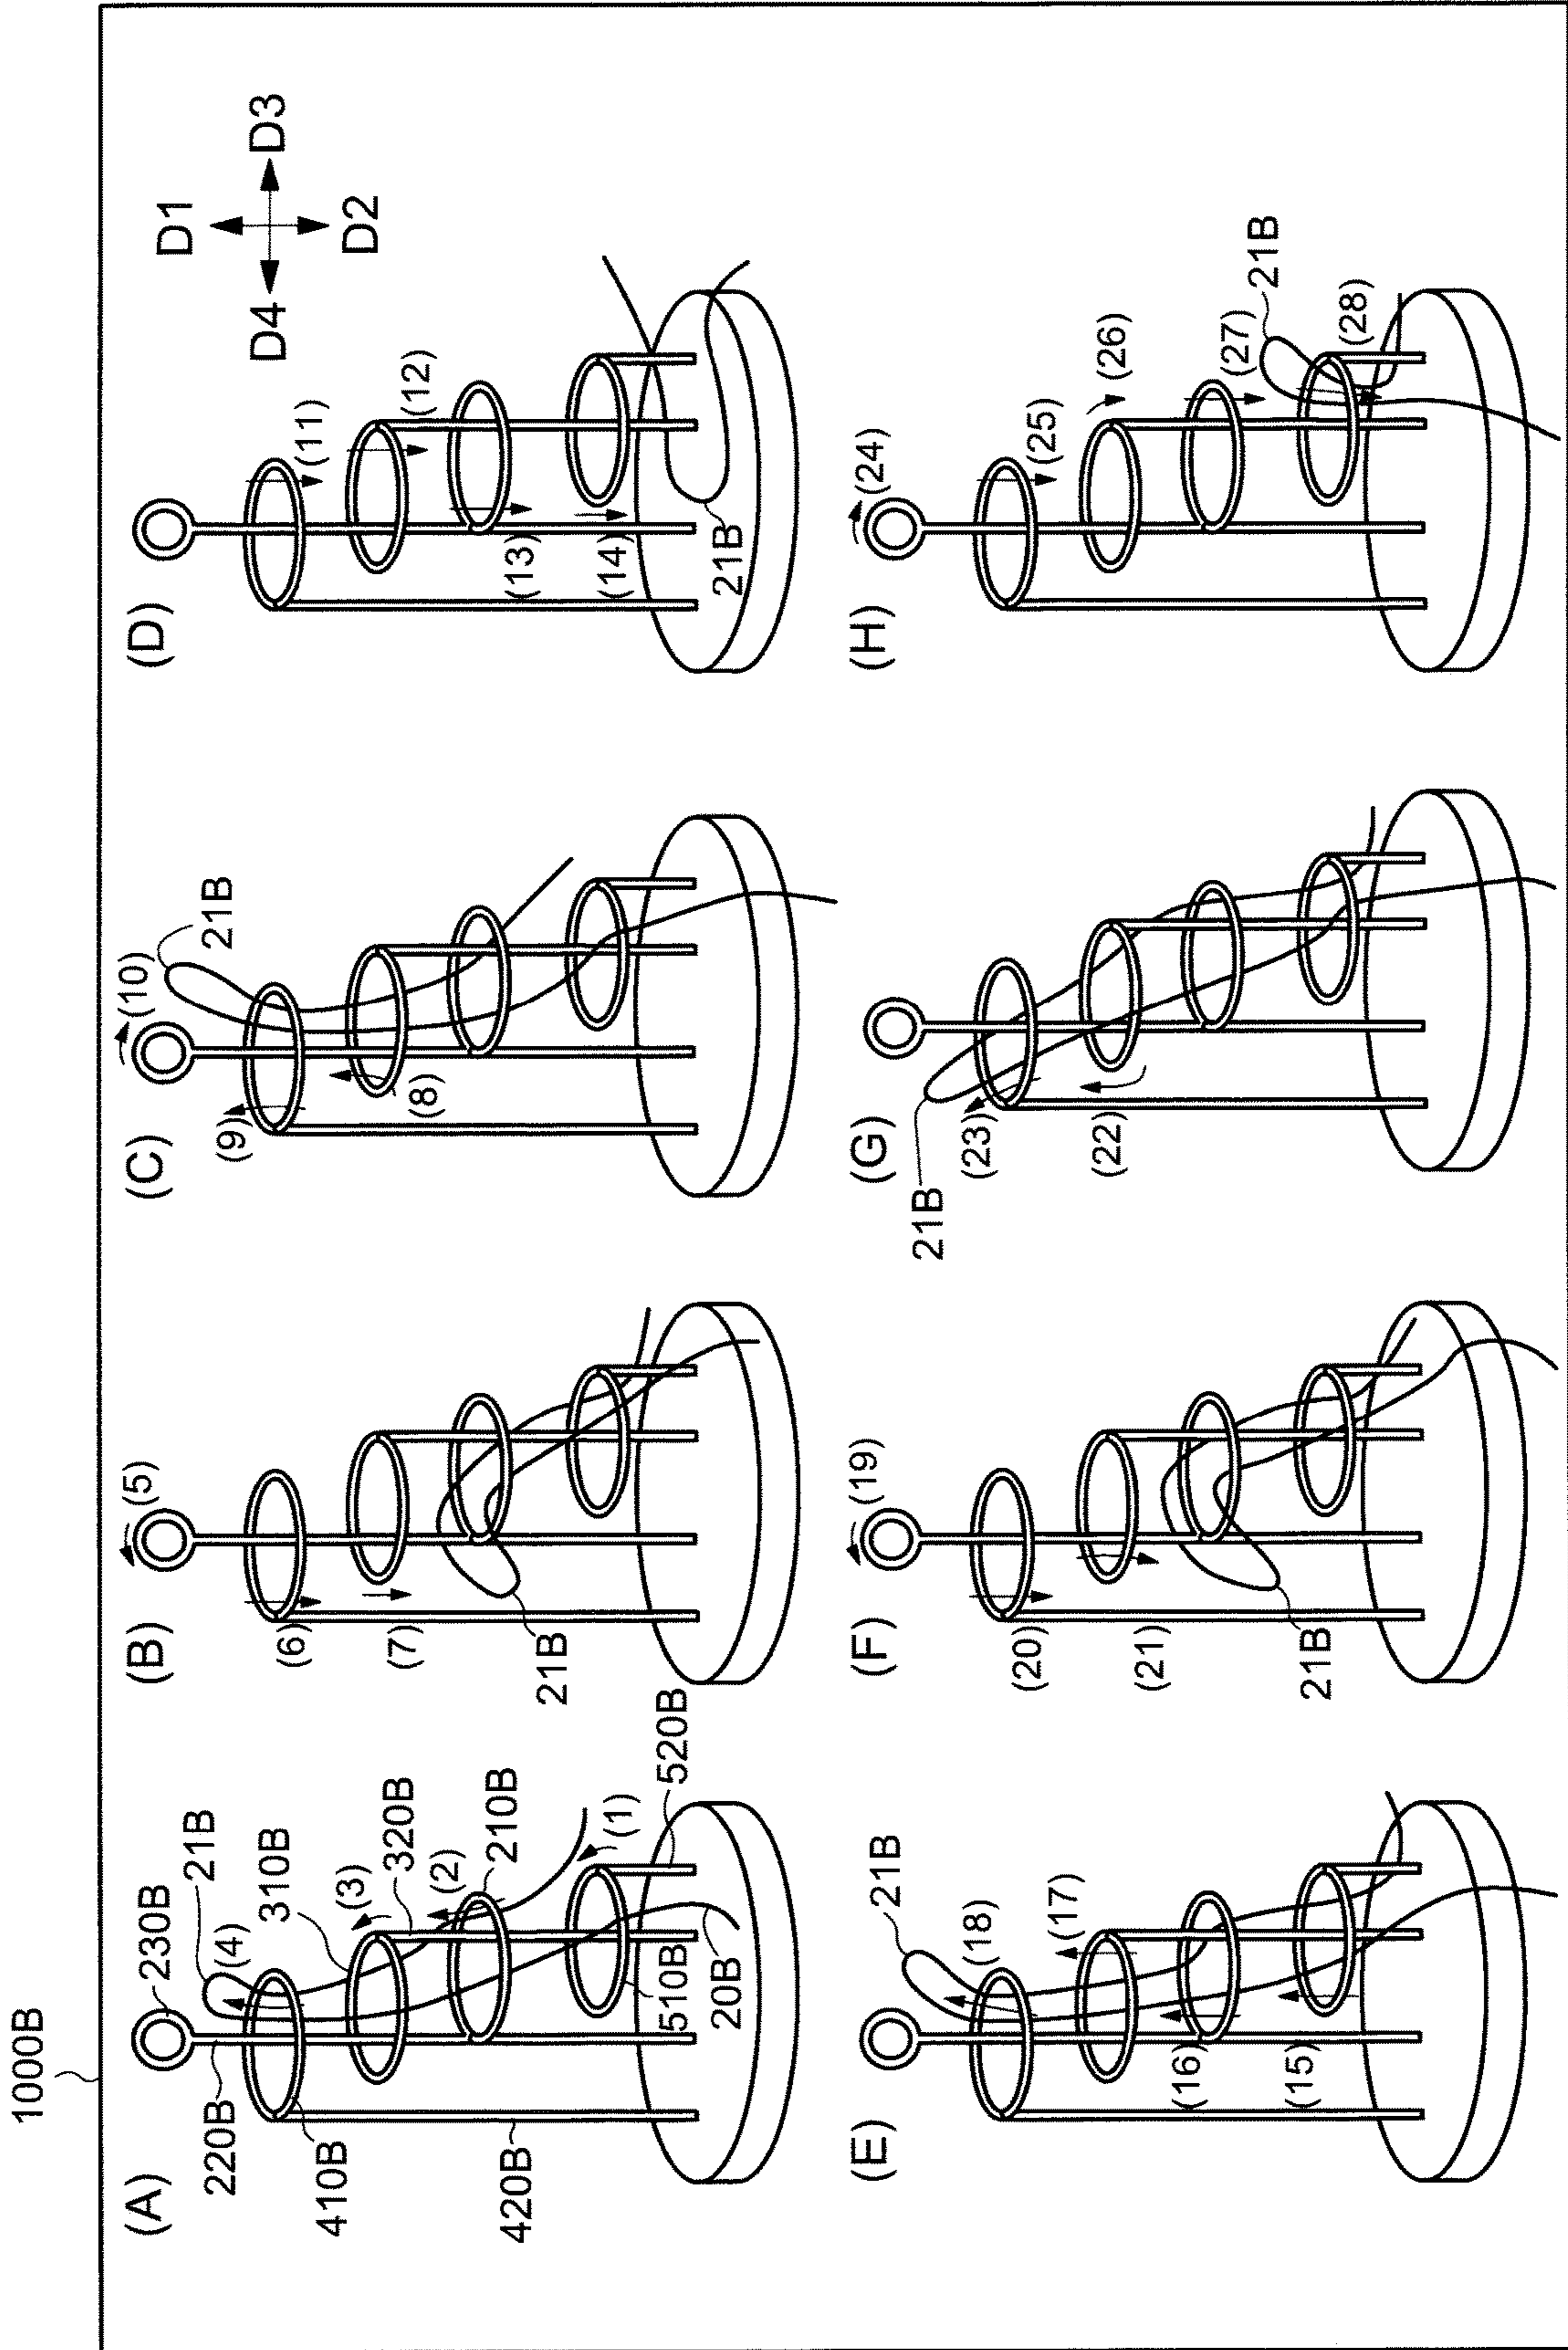 1000B
(A)
230B
21B
(4)
310B
(3)
320B
(2)
210B
(1)
520B
220B
410B
420B
510B
20B
(B)
(5)
(6)
(7)
21B
(C)
(10)
21B
(9)
(8)
(D)
(11)
(12)
(13)
(14)
21B
D1
D4
D3
D2
(E)
21B
(18)
(17)
(16)
(15)
(F)
(19)
(20)
(21)
21B
(G)
21B
(23)
(22)
(H)
(24)
(25)
(26)
(27)
21B
(28)